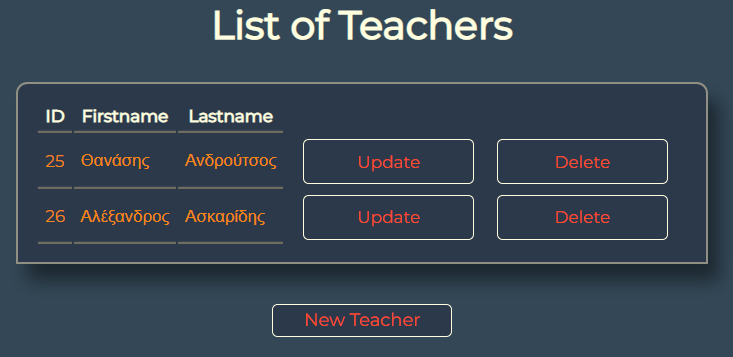 List of Teachers
ID Firstname Lastname
25 Θανάσης Ανδρούτσος Update Delete
26 Αλέξανδρος Ασκαρίδης Update Delete
New Teacher